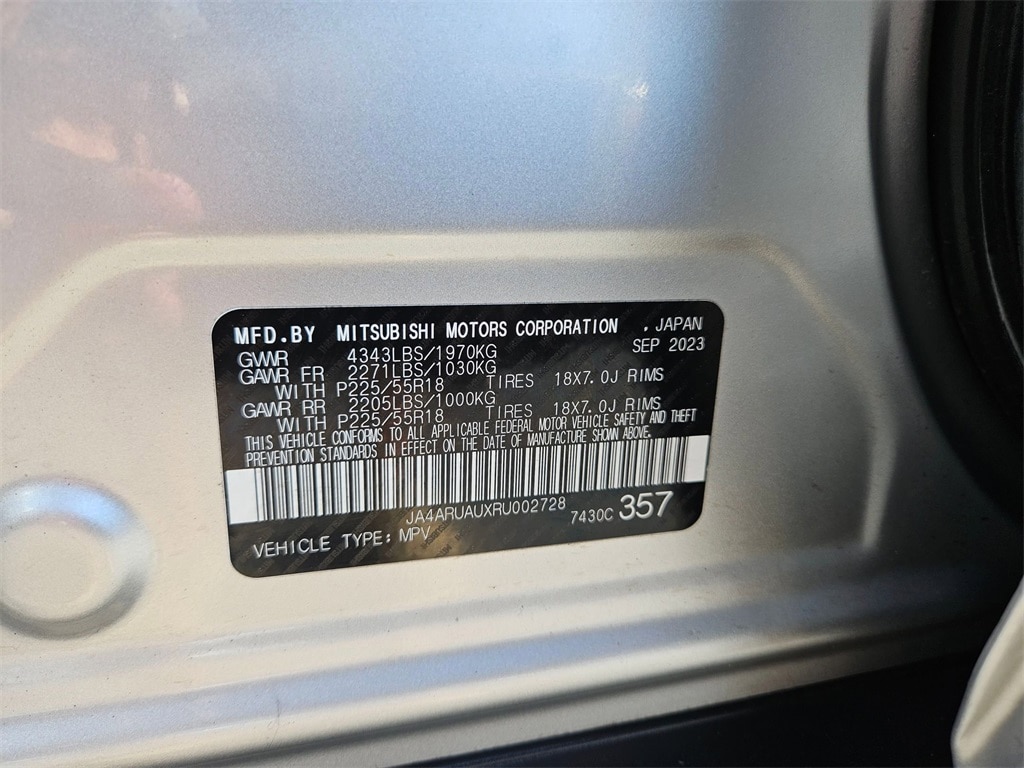 MFD.BY MITSUBISHI MOTORS CORPORATION . JAPAN
GVWR 4343LBS/1970KG SEP 2023
GAWR FR 2271LBS/1030KG
WITH P225/55R18 TIRES 18X7.0J RIMS
GAWR RR 2205LBS/1000KG
WITH P225/55R18 TIRES 18X7.0J RIMS
THIS VEHICLE CONFORMS TO ALL APPLICABLE FEDERAL MOTOR VEHICLE SAFETY AND THEFT
PREVENTION STANDARDS IN EFFECT ON THE DATE OF MANUFACTURE SHOWN ABOVE.
JA4ARUAUXRU002728 7430C 357
VEHICLE TYPE: MPV